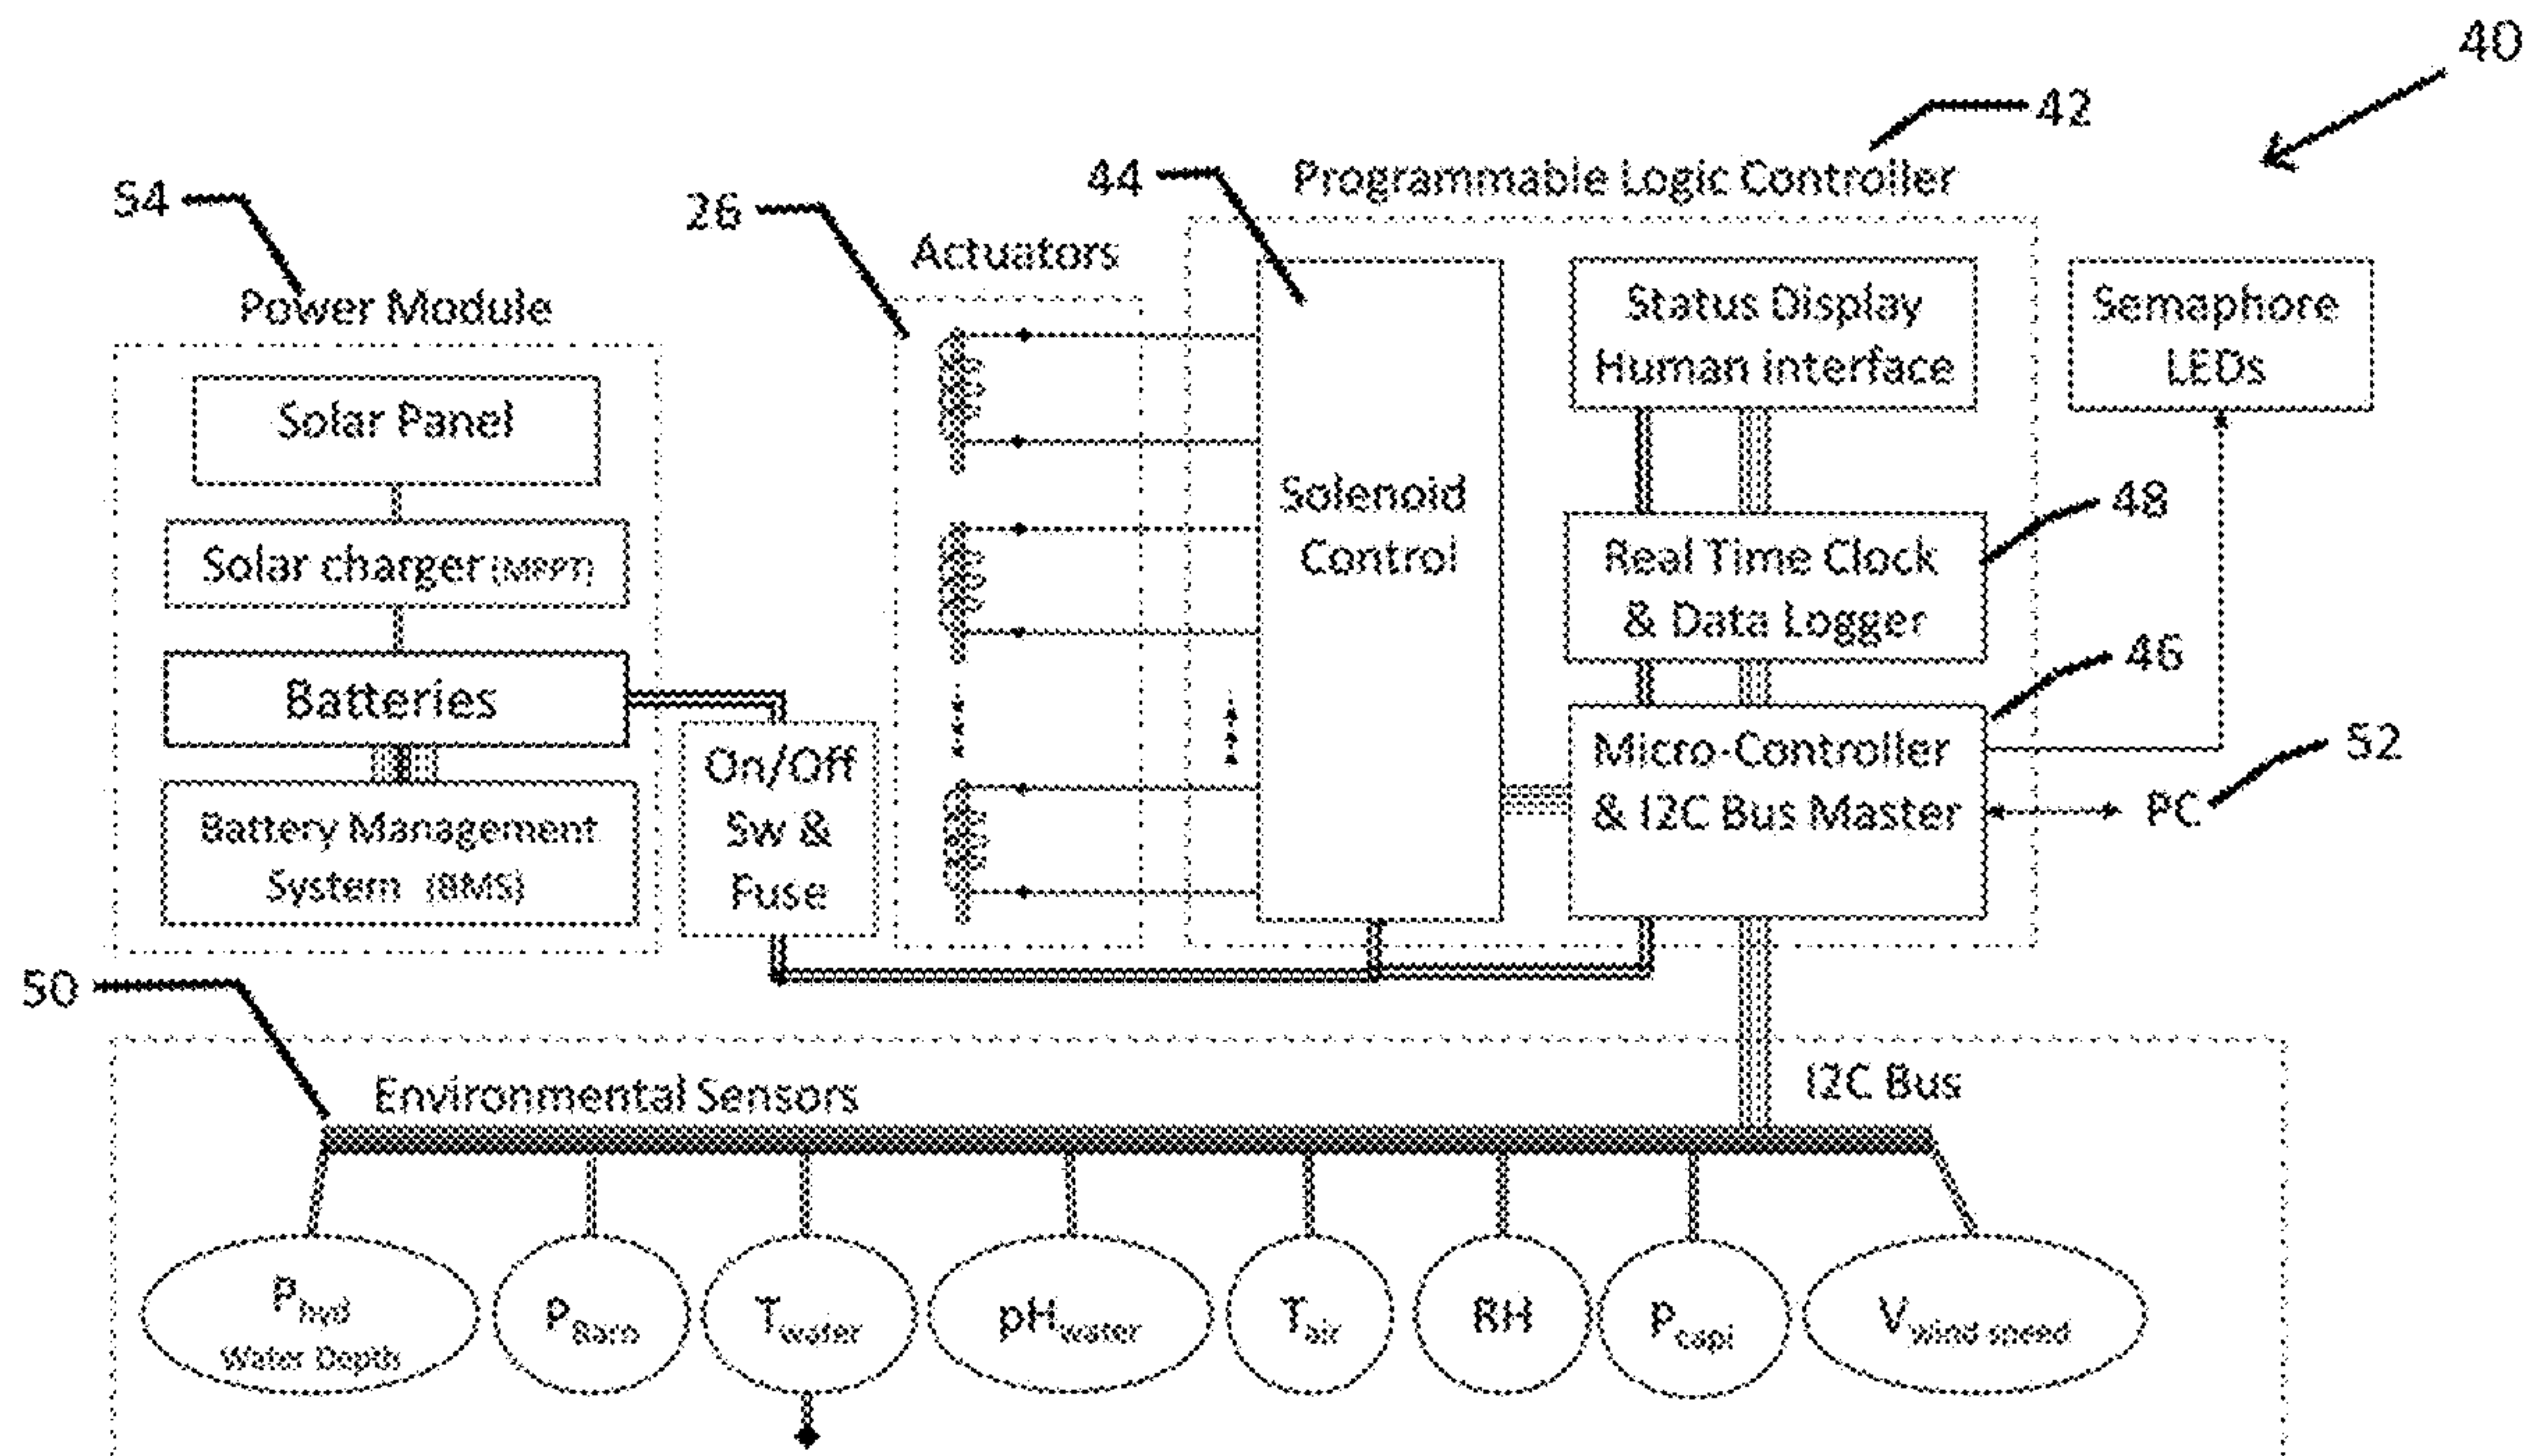 40
42
44
Programmable Logic Controller
54
26
Actuators
Power Module
Status Display
Human interface
Semaphore
LEDs
Solar Panel
Solenoid
Control
48
Solar charger (MPPT)
Real Time Clock
& Data Logger
46
Batteries
On/Off
Sw &
Fuse
Micro-Controller
& I2C Bus Master
52
PC
Battery Management
System (BMS)
50
Environmental Sensors
I2C Bus
Phyd
Water Depth
PBaro
Twater
pHwater
Tair
RH
Pcapi
Vwind speed